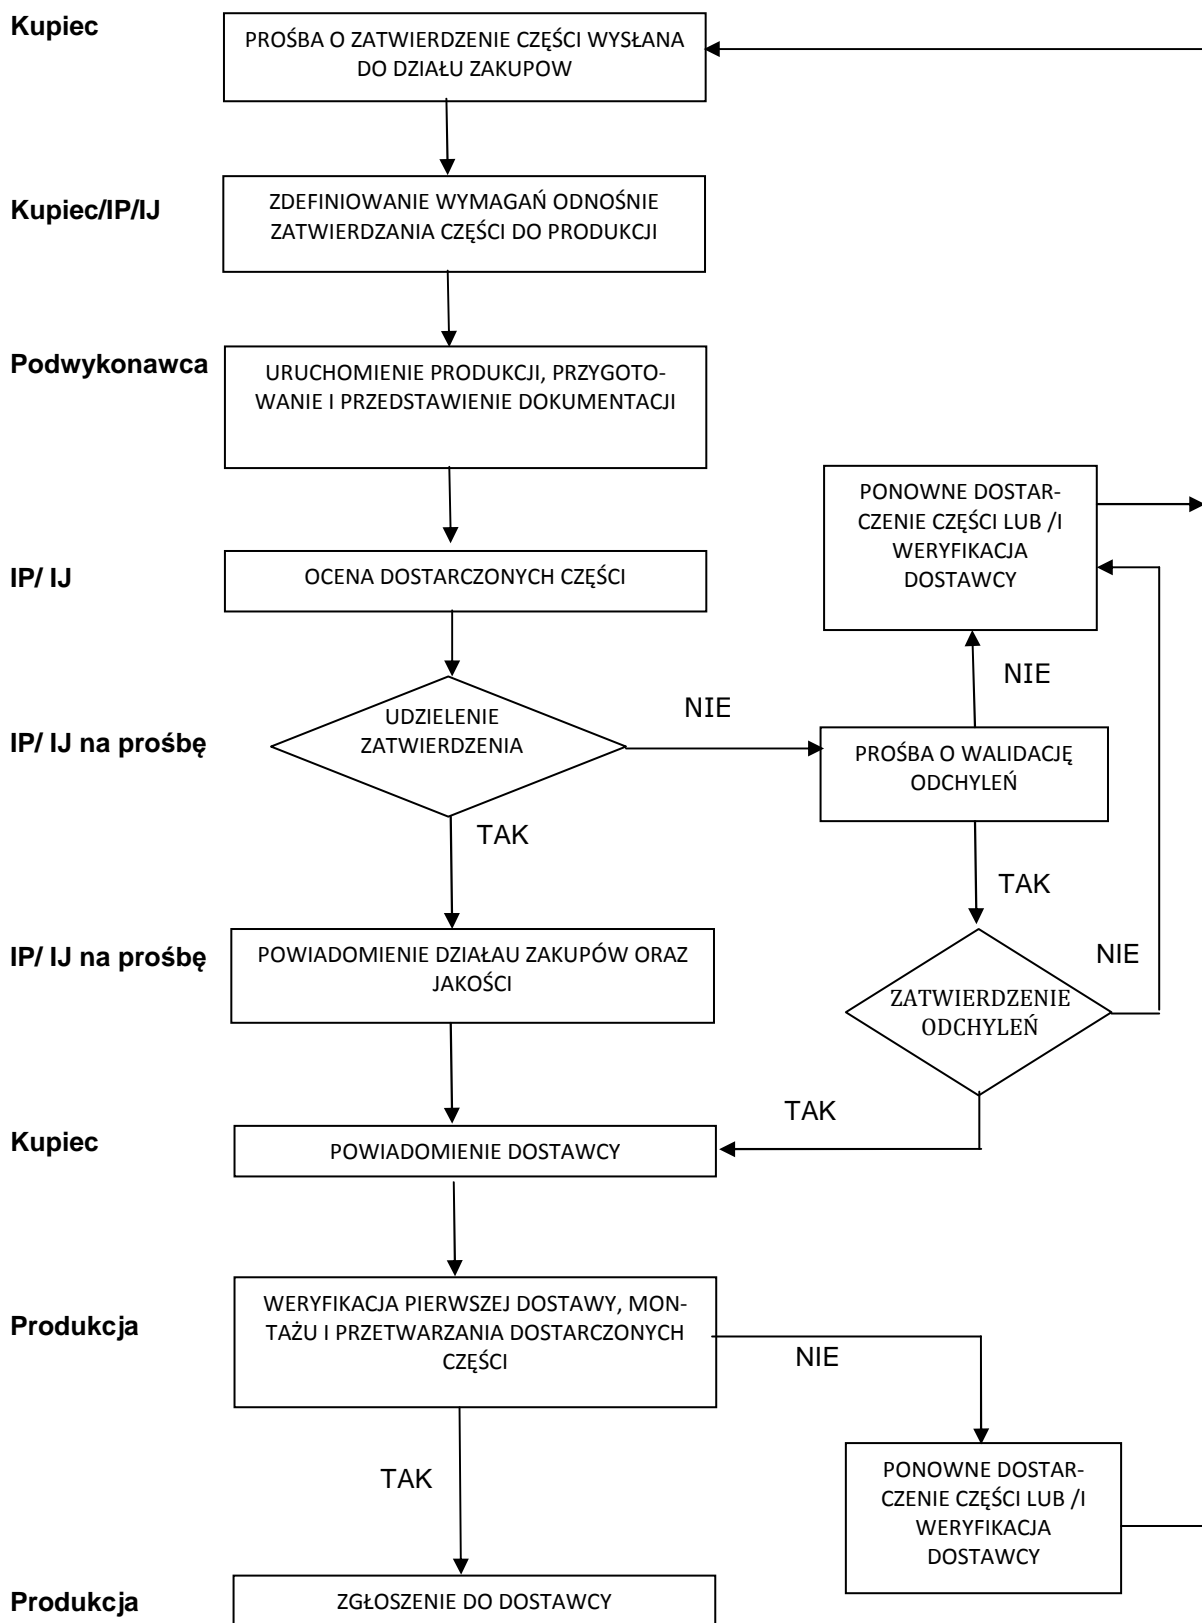 Kupiec
PROŚBA O ZATWIERDZENIE CZĘŚCI WYSŁANA
DO DZIAŁU ZAKUPOW
Kupiec/IP/IJ
ZDEFINIOWANIE WYMAGAŃ ODNOŚNIE
ZATWIERDZANIA CZĘŚCI DO PRODUKCJI
Podwykonawca
URUCHOMIENIE PRODUKCJI, PRZYGOTO-
WANIE I PRZEDSTAWIENIE DOKUMENTACJI
PONOWNE DOSTAR-
CZENIE CZĘŚCI LUB /I
WERYFIKACJA
DOSTAWCY
IP/ IJ
OCENA DOSTARCZONYCH CZĘŚCI
NIE
IP/ IJ na prośbę
UDZIELENIE
ZATWIERDZENIA
NIE
PROŚBA O WALIDACJĘ
ODCHYLEŃ
TAK
TAK
IP/ IJ na prośbę
POWIADOMIENIE DZIAŁAU ZAKUPÓW ORAZ
JAKOŚCI
NIE
ZATWIERDZENIE
ODCHYLEŃ
TAK
Kupiec
POWIADOMIENIE DOSTAWCY
Produkcja
WERYFIKACJA PIERWSZEJ DOSTAWY, MON-
TAŻU I PRZETWARZANIA DOSTARCZONYCH
CZĘŚCI
NIE
TAK
PONOWNE DOSTAR-
CZENIE CZĘŚCI LUB /I
WERYFIKACJA
DOSTAWCY
Produkcja
ZGŁOSZENIE DO DOSTAWCY